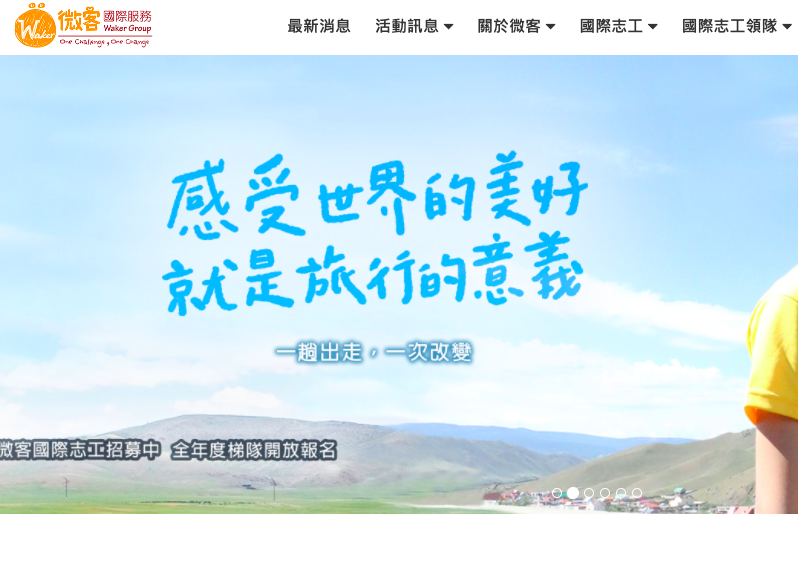 Waker 微客 國際服務
Waker Group
One Challenge, One Change
最新消息 活動訊息 關於微客 國際志工 國際志工領隊
感受世界的美好
就是旅行的意義
一趟出走，一次改變
微客國際志工招募中 全年度梯隊開放報名